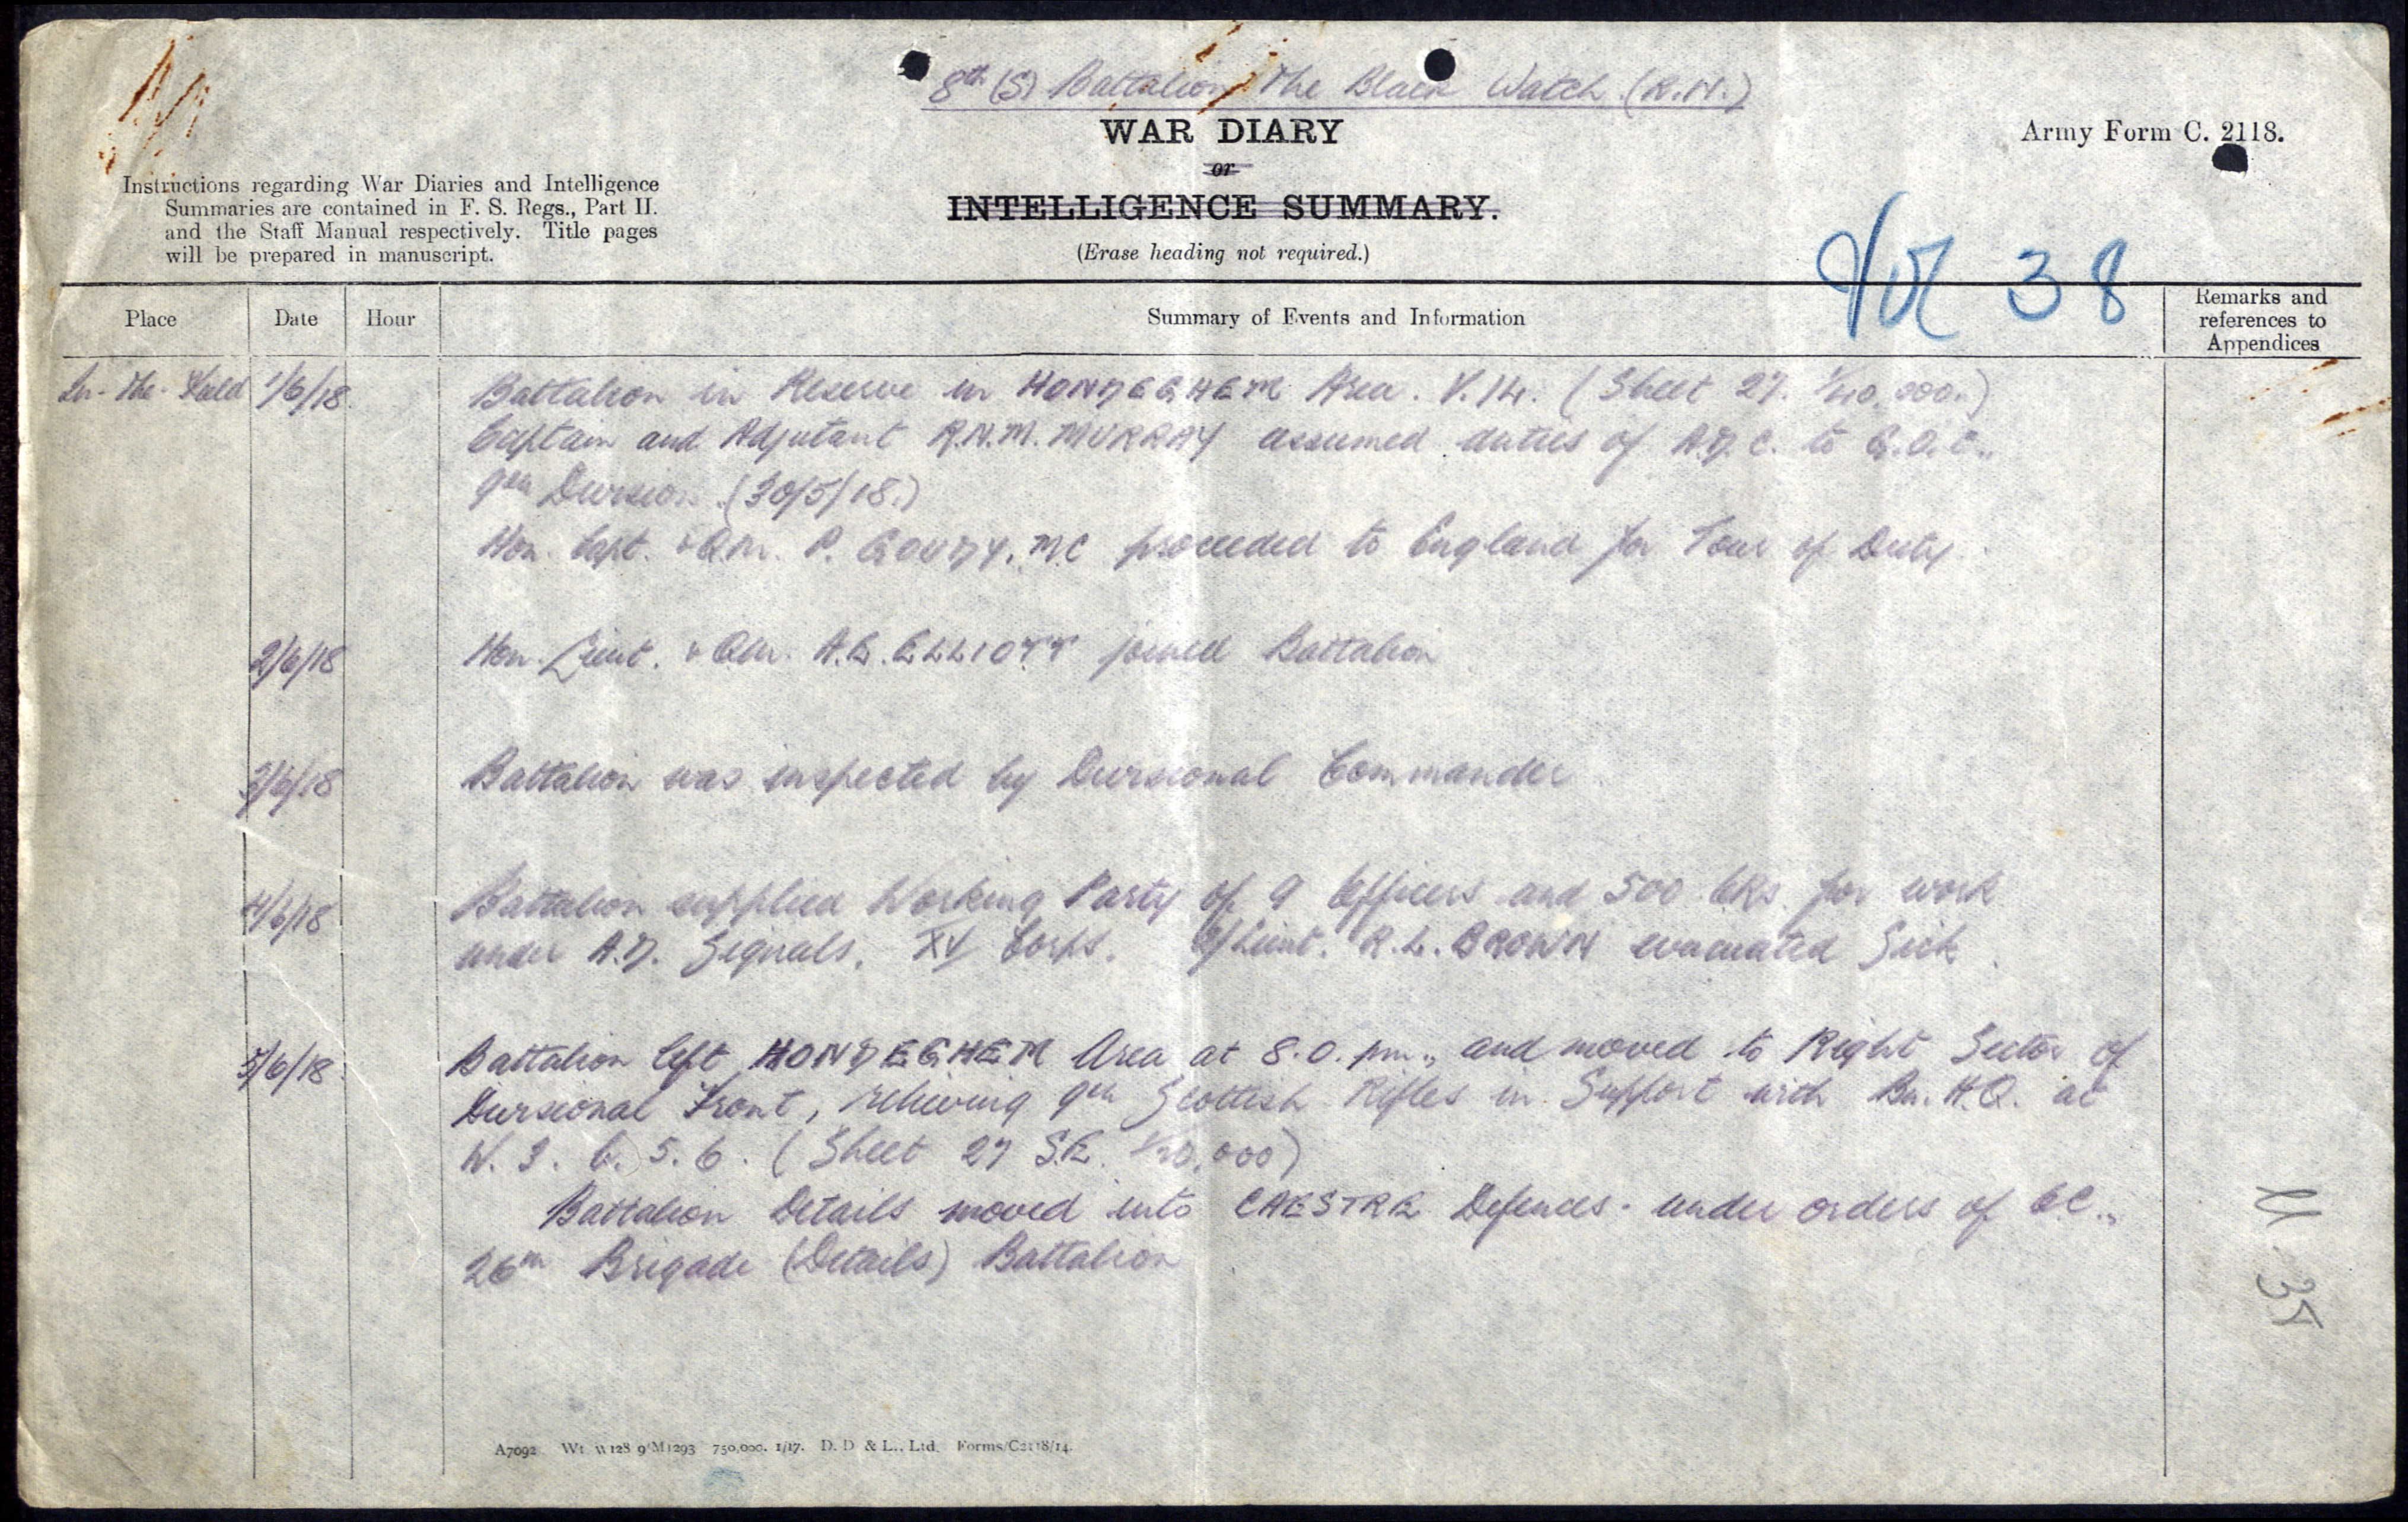 8th (S) Battalion The Black Watch (R.H.)
WAR DIARY
or
INTELLIGENCE SUMMARY.
(Erase heading not required.)
Army Form C. 2118.
Instructions regarding War Diaries and Intelligence
Summaries are contained in F. S. Regs., Part II.
and the Staff Manual respectively. Title pages
will be prepared in manuscript.
Vol 38
Place Date Hour Summary of Events and Information Remarks and references to Appendices
In-the-Field 1/6/18 Battalion in Reserve in HONDEGHEM Area. V.14. (Sheet 27. 1/40,000.)
Captain and Adjutant R.N.M. MURRAY assumed duties of A.D.C. to G.O.C.,
9th Division (30/5/18.)
Hon. Capt. & Q.M. P. GOUDY, M.C proceeded to England for Tour of Duty.
2/6/18 Hon. Lieut. & Qm. A.E. ELLIOTT joined Battalion
3/6/18 Battalion was inspected by Divisional Commander
4/6/18 Battalion supplied Working Party of 9 Officers and 500 ORs. for work
under A.D. Signals, XV Corps. 2/Lieut. R.L. BROWN evacuated Sick.
5/6/18. Battalion left HONDEGHEM Area at 8.0. pm., and moved to Right Sector of
Divisional Front, relieving 9th Scottish Rifles in Support with Bn. H.Q. at
W. 3. b. 5. 6. (Sheet 27 S.E. 1/20,000)
Battalion Details moved into CAESTRE Defences - under orders of O.C.,
26th Brigade (Details) Battalion
35
A7092 Wt. W128 9/M1293 750,000. 1/17. D. D & L., Ltd. Forms/C2118/14.